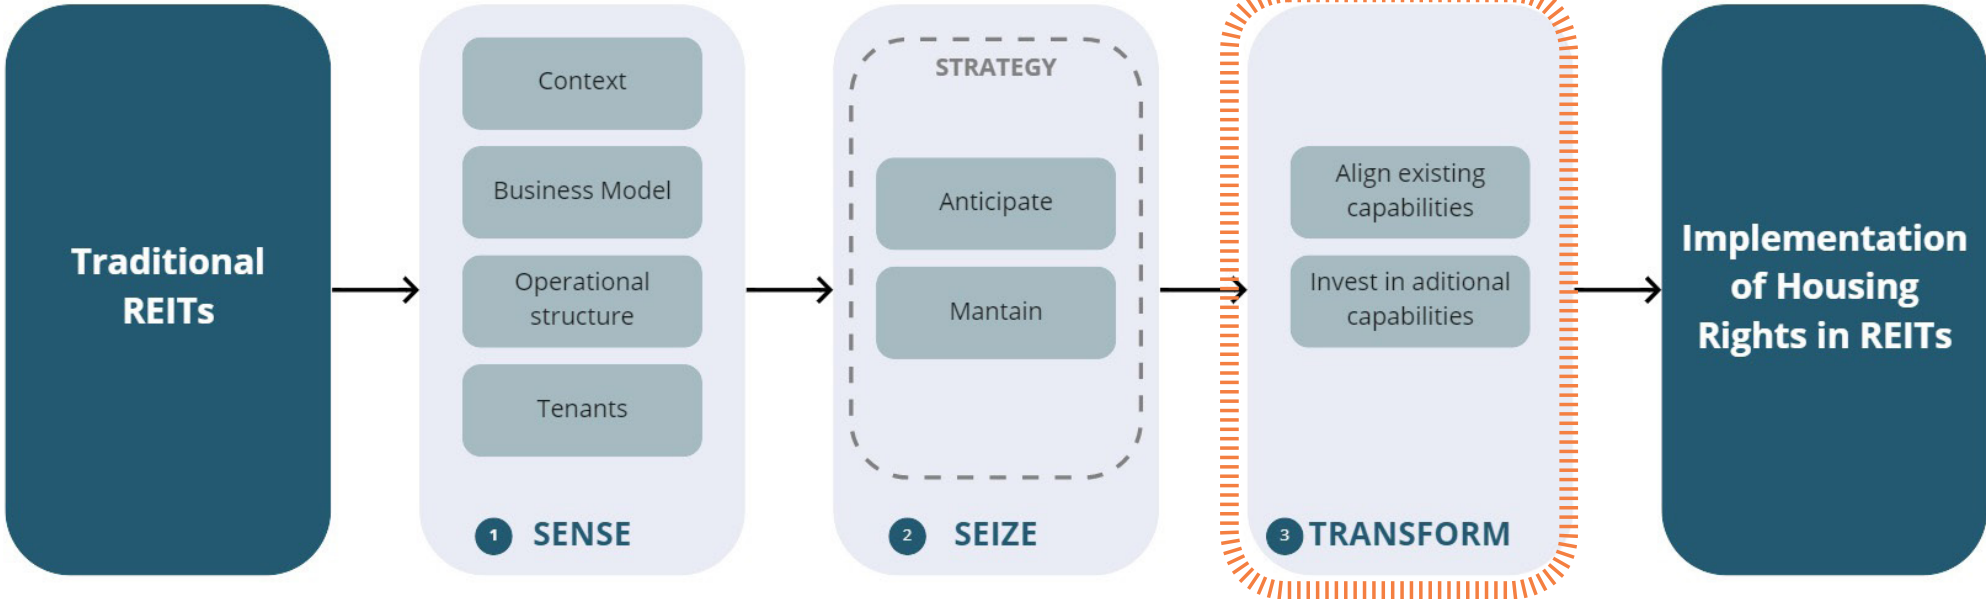 Traditional
REITs
Context
Business Model
Operational
structure
Tenants
1 SENSE
STRATEGY
Anticipate
Mantain
2 SEIZE
Align existing
capabilities
Invest in aditional
capabilities
3 TRANSFORM
Implementation
of Housing
Rights in REITs